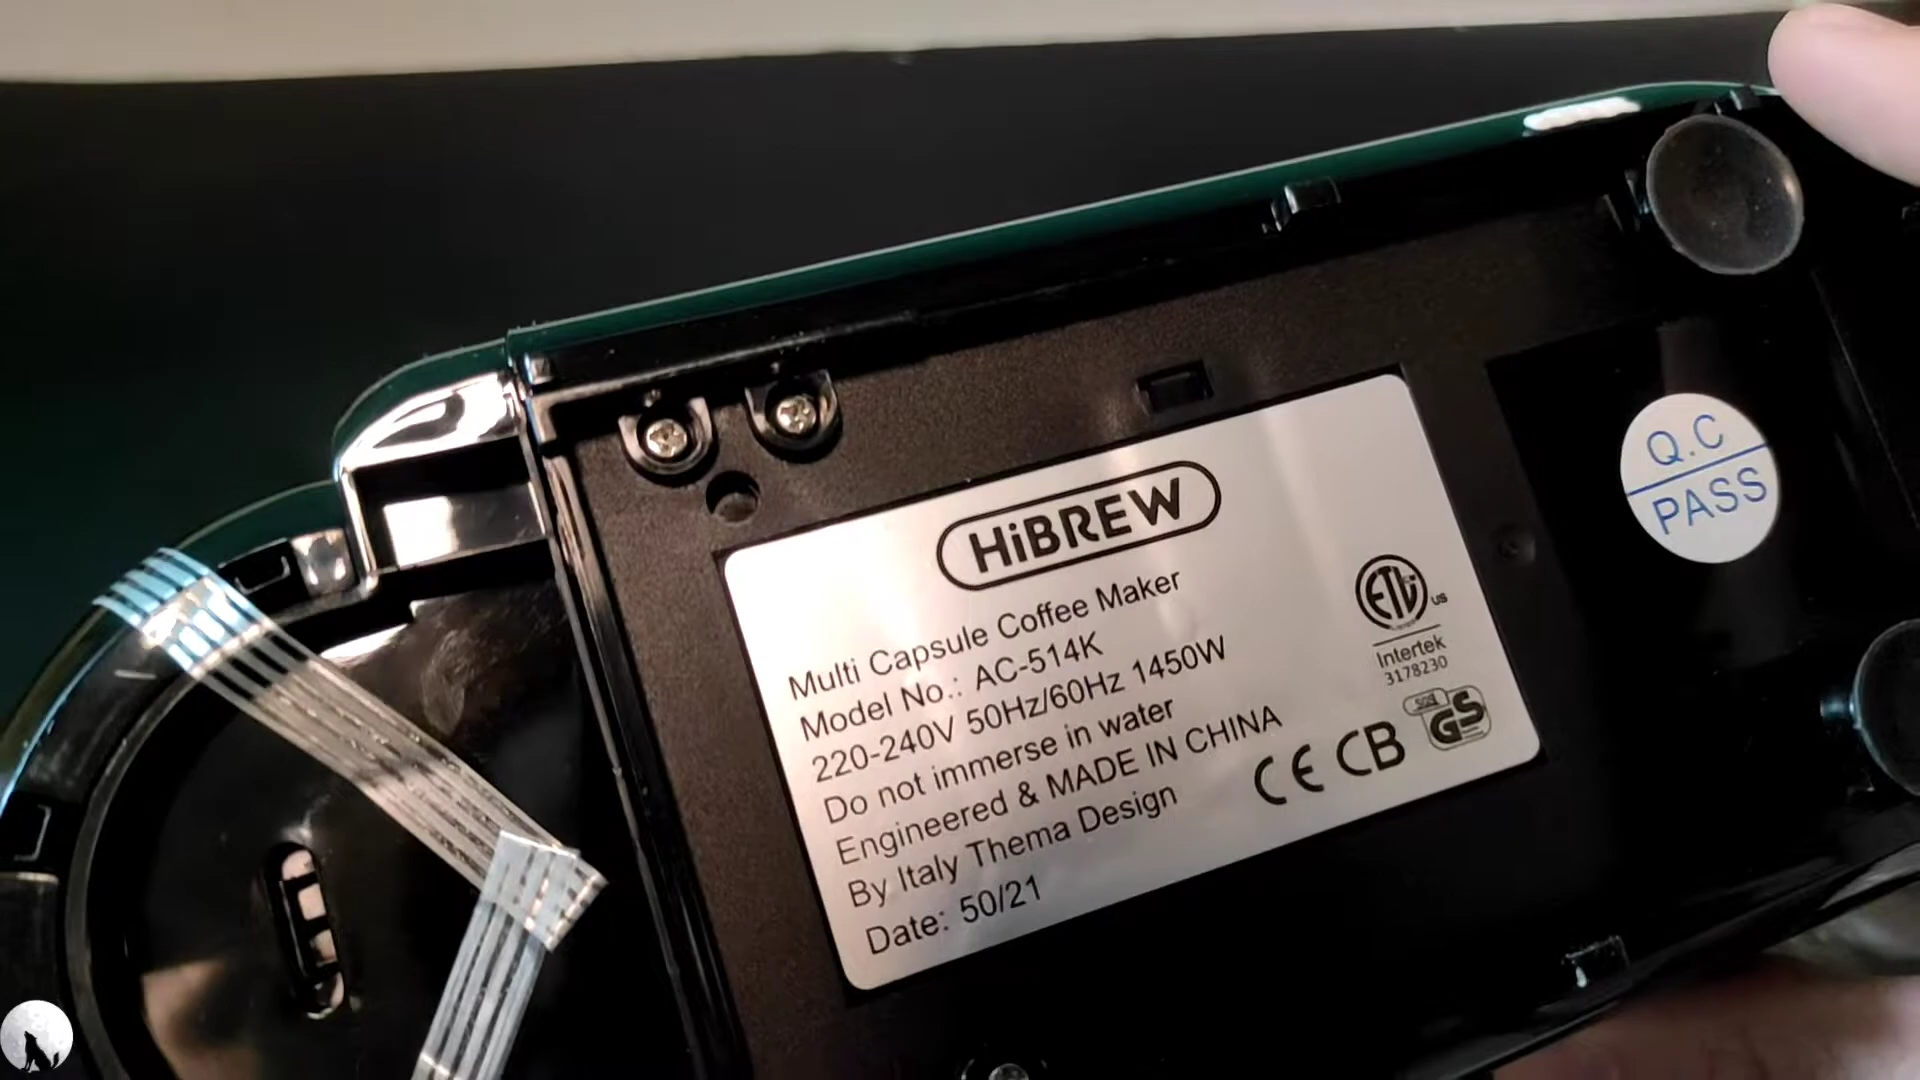 HiBREW
Multi Capsule Coffee Maker
Model No.: AC-514K
220-240V 50Hz/60Hz 1450W
Do not immerse in water
Engineered & MADE IN CHINA
By Italy Thema Design
Date: 50/21
ETL US
Intertek
3178230
SGS
GS
CE CB
Q.C
PASS